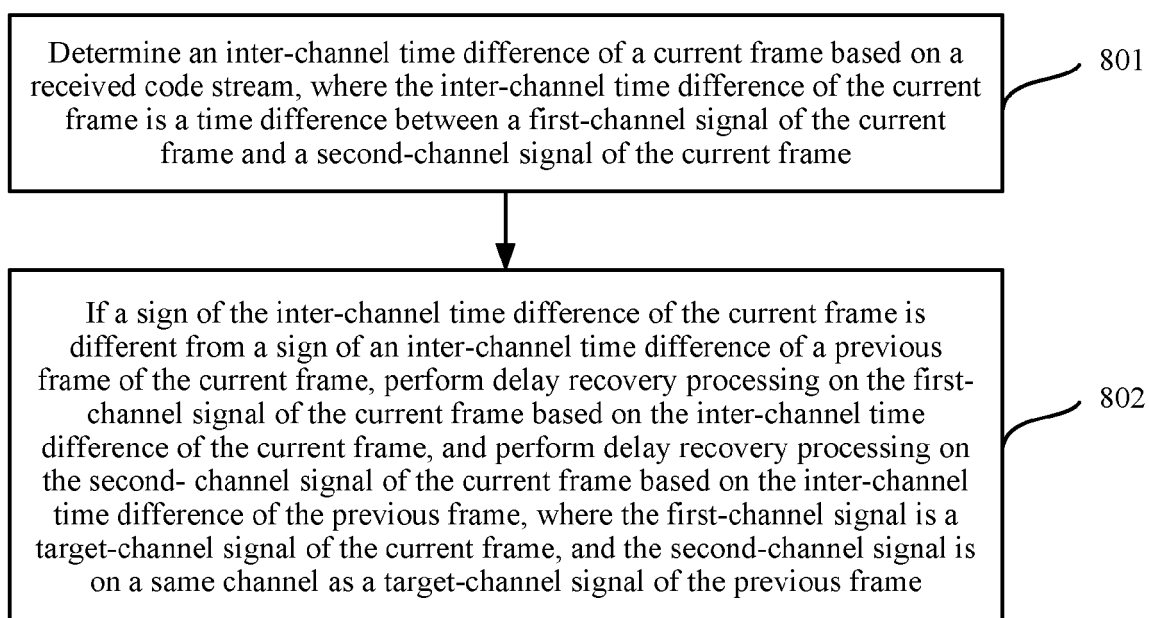 Determine an inter-channel time difference of a current frame based on a
received code stream, where the inter-channel time difference of the current
frame is a time difference between a first-channel signal of the current
frame and a second-channel signal of the current frame
801
If a sign of the inter-channel time difference of the current frame is
different from a sign of an inter-channel time difference of a previous
frame of the current frame, perform delay recovery processing on the first-
channel signal of the current frame based on the inter-channel time
difference of the current frame, and perform delay recovery processing on
the second- channel signal of the current frame based on the inter-channel
time difference of the previous frame, where the first-channel signal is a
target-channel signal of the current frame, and the second-channel signal is
on a same channel as a target-channel signal of the previous frame
802